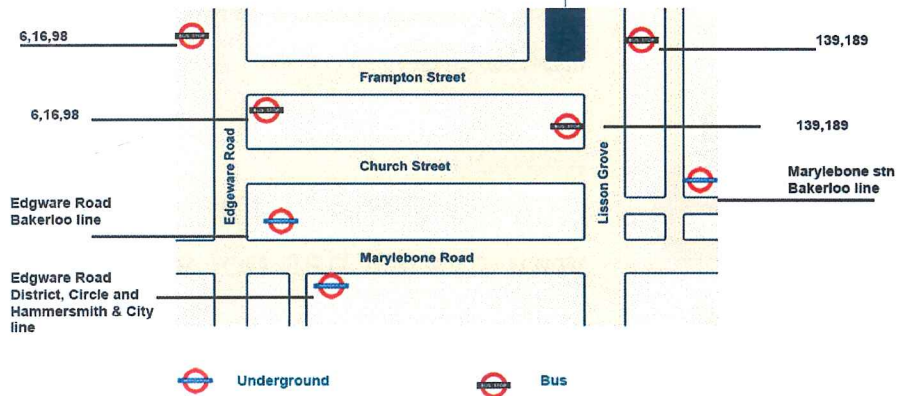 6,16,98
139,189
Frampton Street
6,16,98
139,189
Church Street
Edgeware Road
Lisson Grove
Marylebone stn
Bakerloo line
Edgware Road
Bakerloo line
Marylebone Road
Edgware Road
District, Circle and
Hammersmith & City
line
Underground
Bus